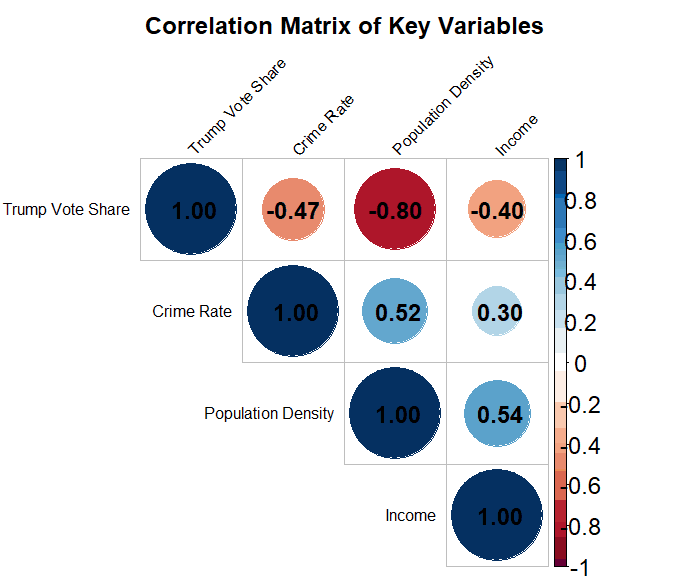 Correlation Matrix of Key Variables
Trump Vote Share
Crime Rate
Population Density
Income
Trump Vote Share 1.00 -0.47 -0.80 -0.40
Crime Rate 1.00 0.52 0.30
Population Density 1.00 0.54
Income 1.00
1
0.8
0.6
0.4
0.2
0
-0.2
-0.4
-0.6
-0.8
-1